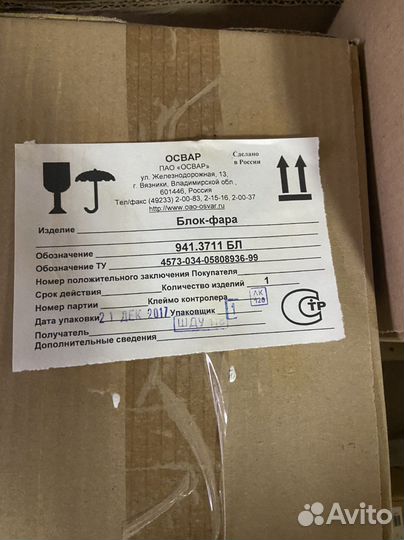 ОСВАР
ПАО «ОСВАР»
Сделано
в России
ул. Железнодорожная, 13,
г. Вязники, Владимирской обл.,
601446, Россия
Тел/факс (49233) 2-00-83, 2-15-16, 2-00-37
http://www.oao-osvar.ru
Изделие Блок-фара
Обозначение 941.3711 БЛ
Обозначение ТУ 4573-034-05808936-99
Номер положительного заключения Покупателя
Срок действия Количество изделий 1
Номер партии Клеймо контролера ЛК
Дата упаковки 21 ДЕК 2017 Упаковщик 1
Получатель
Дополнительные сведения
Avito